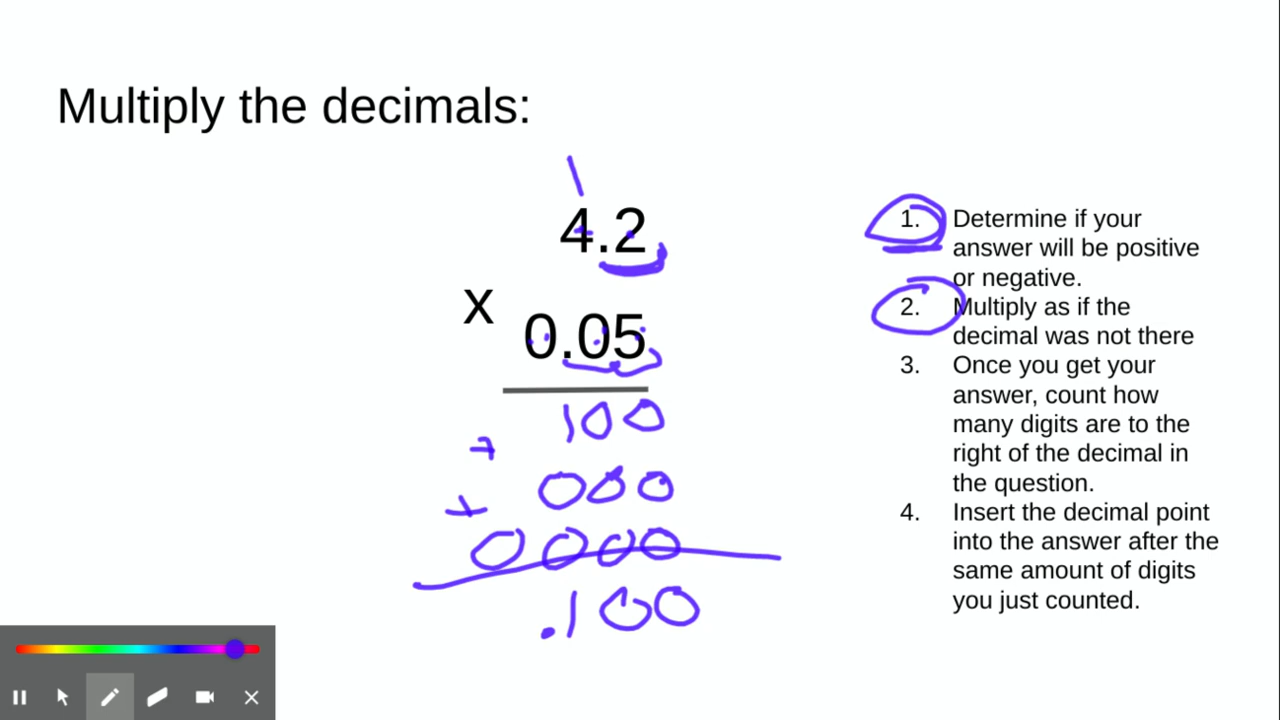 Multiply the decimals:
1
4.2
x
0.05
100
+
000
+
0000
.100
1. Determine if your
answer will be positive
or negative.
2. Multiply as if the
decimal was not there
3. Once you get your
answer, count how
many digits are to the
right of the decimal in
the question.
4. Insert the decimal point
into the answer after the
same amount of digits
you just counted.